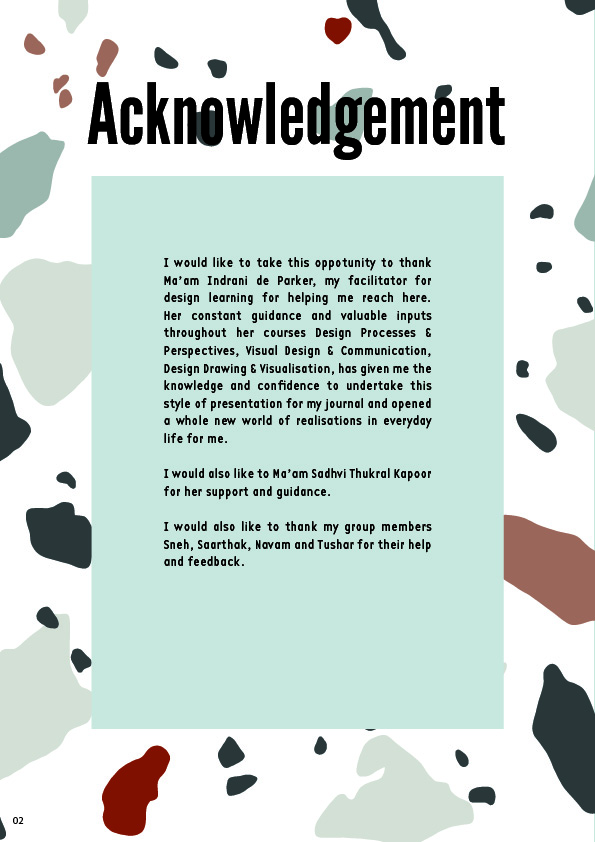 Acknowledgement
I would like to take this oppotunity to thank
Ma'am Indrani de Parker, my facilitator for
design learning for helping me reach here.
Her constant guidance and valuable inputs
throughout her courses Design Processes &
Perspectives, Visual Design & Communication,
Design Drawing & Visualisation, has given me the
knowledge and confidence to undertake this
style of presentation for my journal and opened
a whole new world of realisations in everyday
life for me.
I would also like to Ma'am Sadhvi Thukral Kapoor
for her support and guidance.
I would also like to thank my group members
Sneh, Saarthak, Navam and Tushar for their help
and feedback.
02